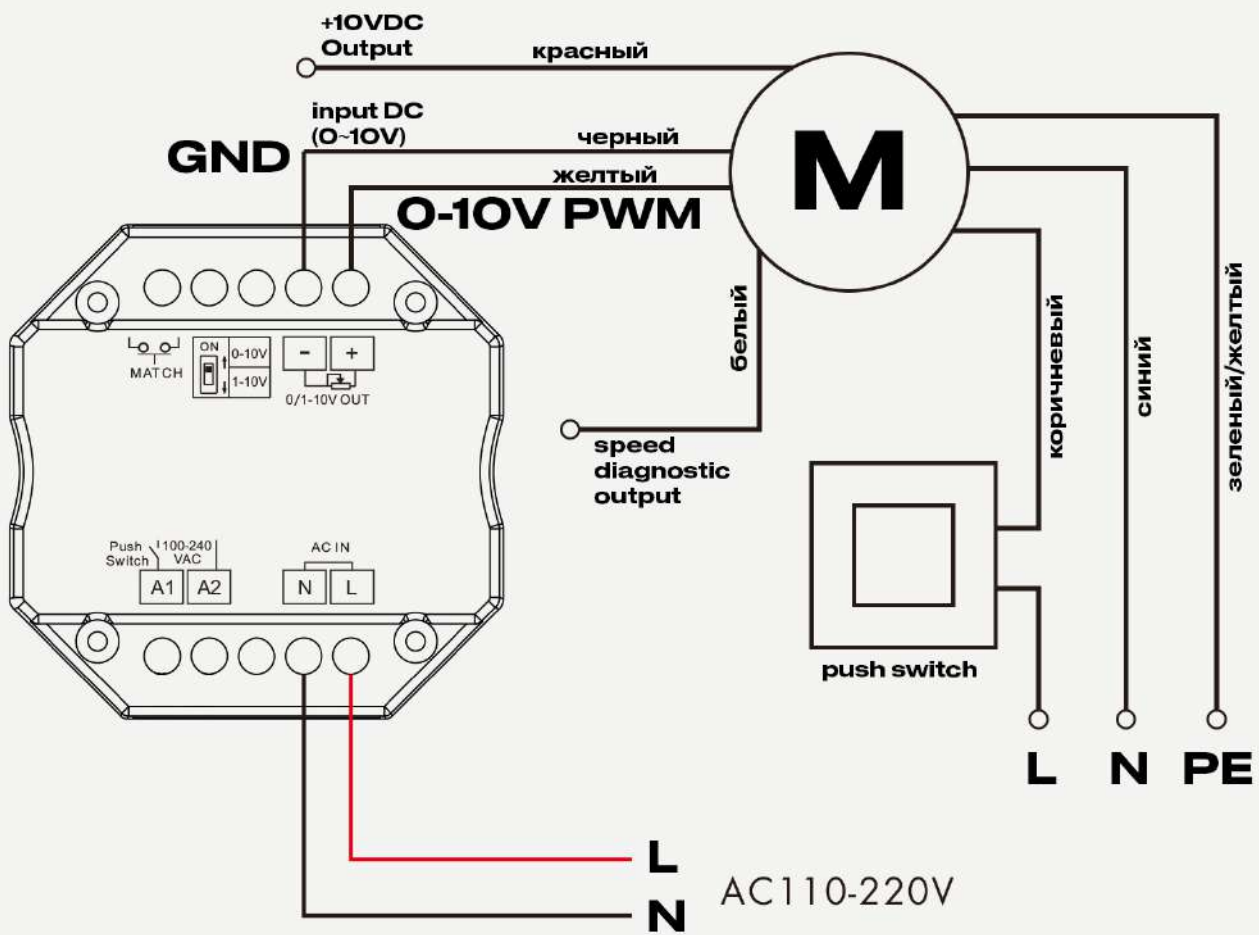 +10VDC
Output
красный
input DC
(0~10V)
GND
черный
желтый
0-10V PWM
M
белый
коричневый
синий
зеленый/желтый
MATCH
ON
0-10V
1-10V
- +
0/1-10V OUT
speed
diagnostic
output
Push
Switch
100-240
VAC
AC IN
A1 A2 N L
push switch
L N PE
L
AC110-220V
N